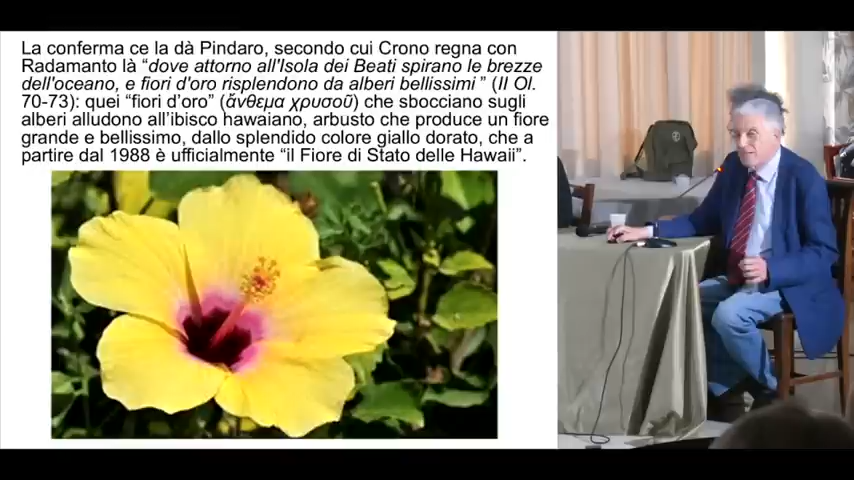 La conferma ce la dà Pindaro, secondo cui Crono regna con
Radamanto là “dove attorno all'Isola dei Beati spirano le brezze
dell'oceano, e fiori d'oro risplendono da alberi bellissimi ” (II Ol.
70-73): quei “fiori d’oro” (ἄνθεμα χρυσοῦ) che sbocciano sugli
alberi alludono all’ibisco hawaiano, arbusto che produce un fiore
grande e bellissimo, dallo splendido colore giallo dorato, che a
partire dal 1988 è ufficialmente “il Fiore di Stato delle Hawaii”.